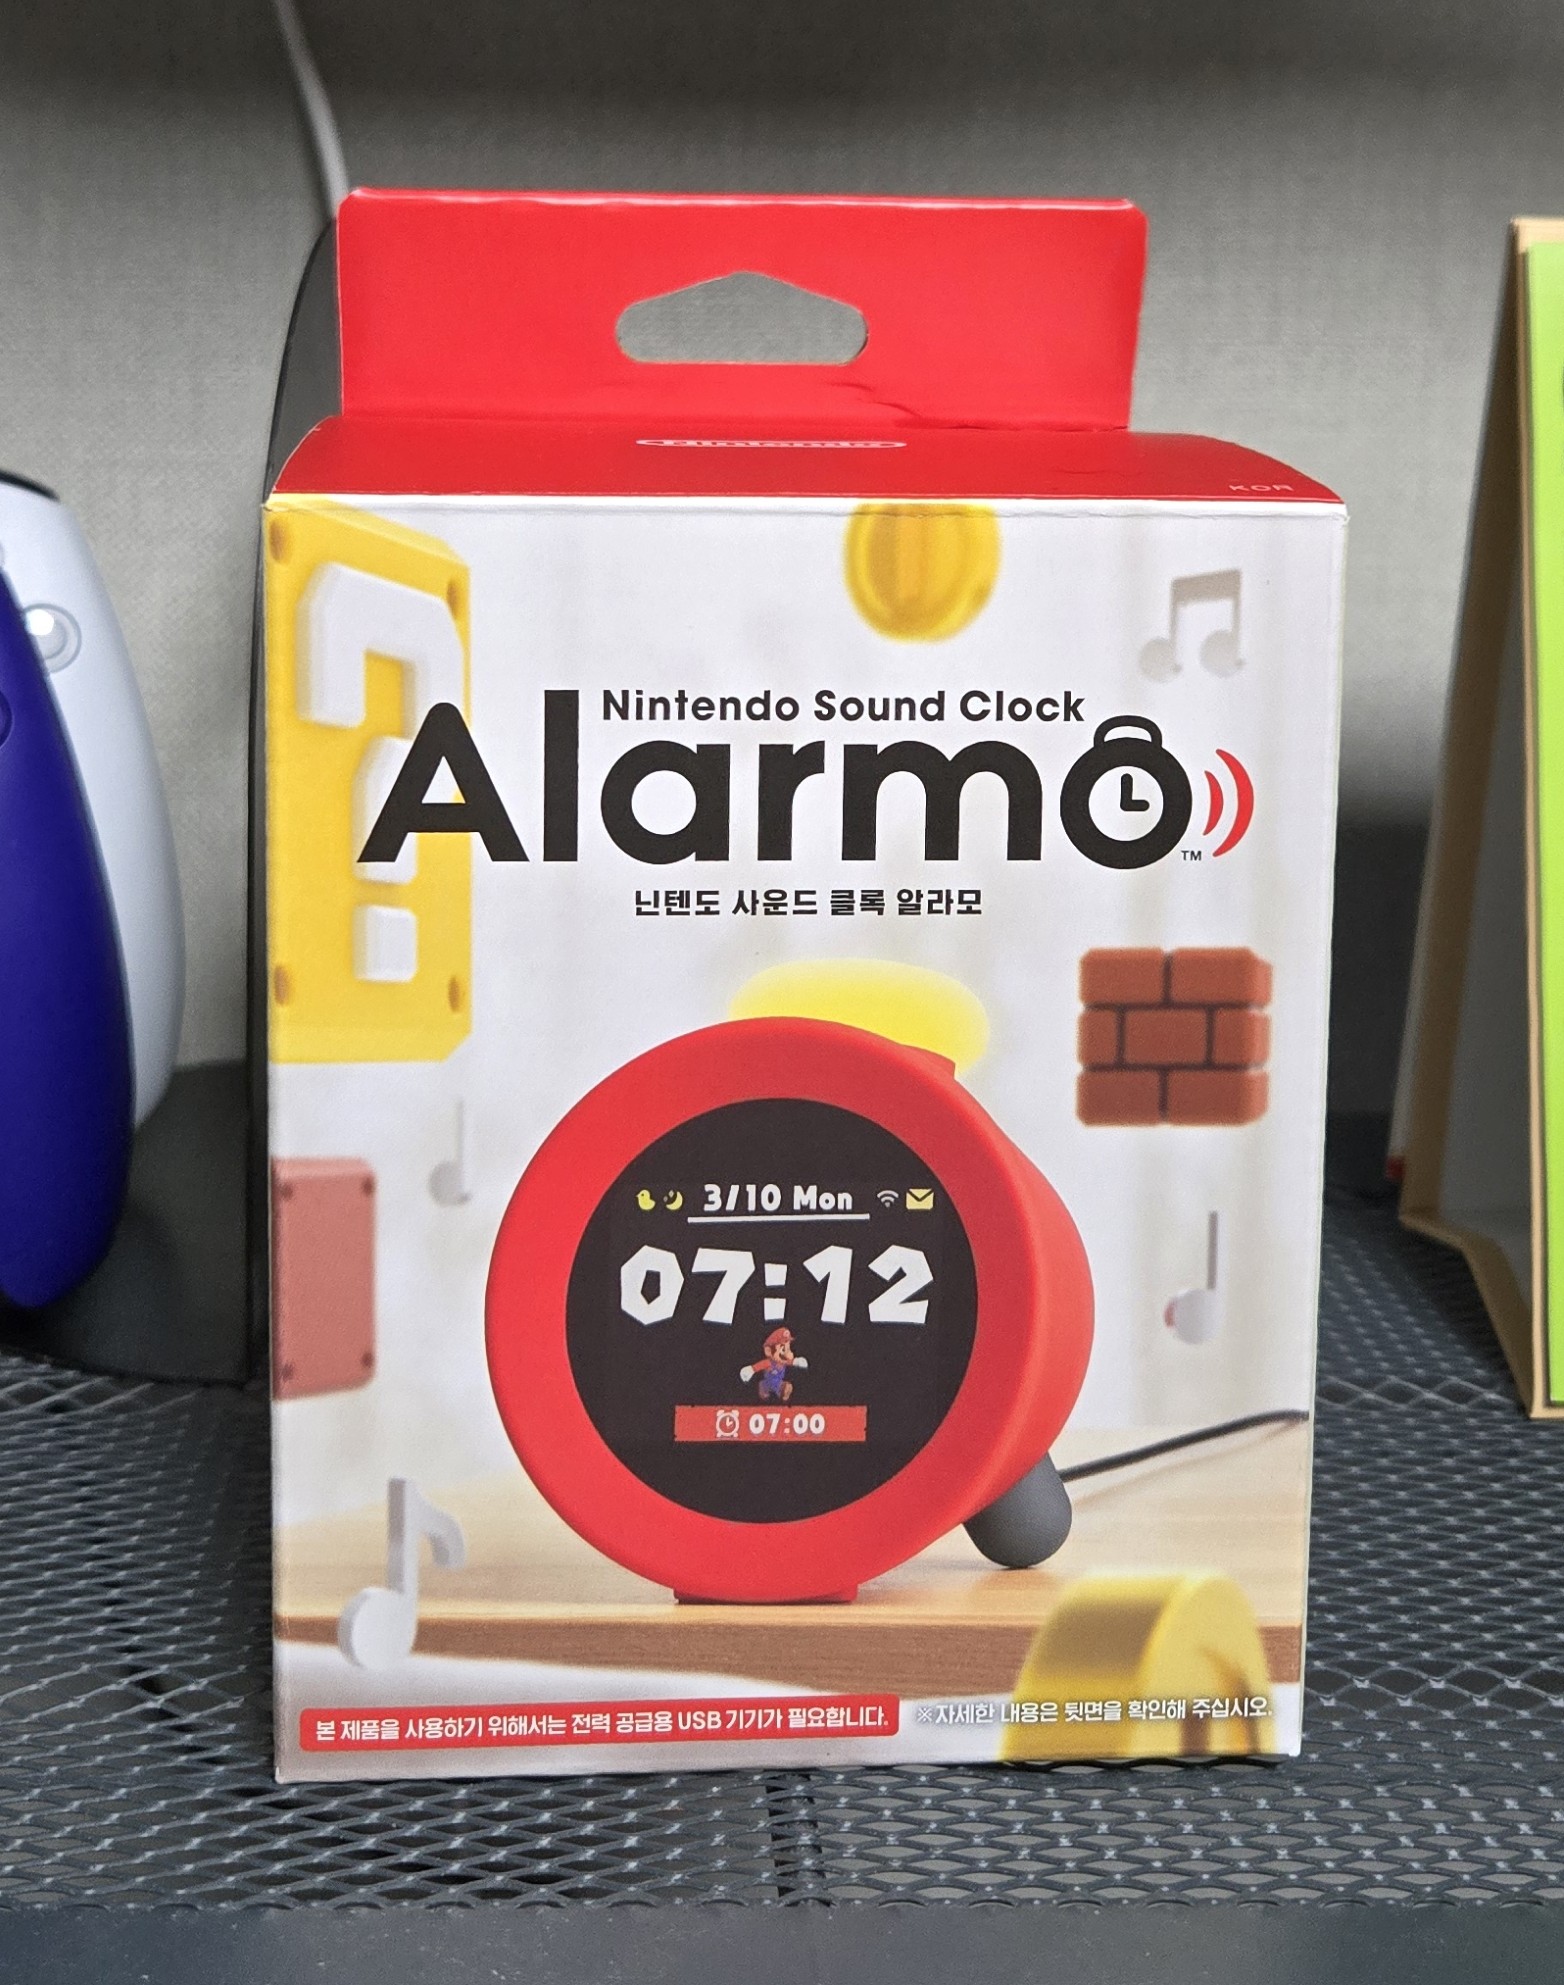 Nintendo
KOR
Nintendo Sound Clock
Alarmo
TM
닌텐도 사운드 클록 알라모
3/10 Mon
07:12
07:00
본 제품을 사용하기 위해서는 전력 공급용 USB 기기가 필요합니다.
※자세한 내용은 뒷면을 확인해 주십시오.